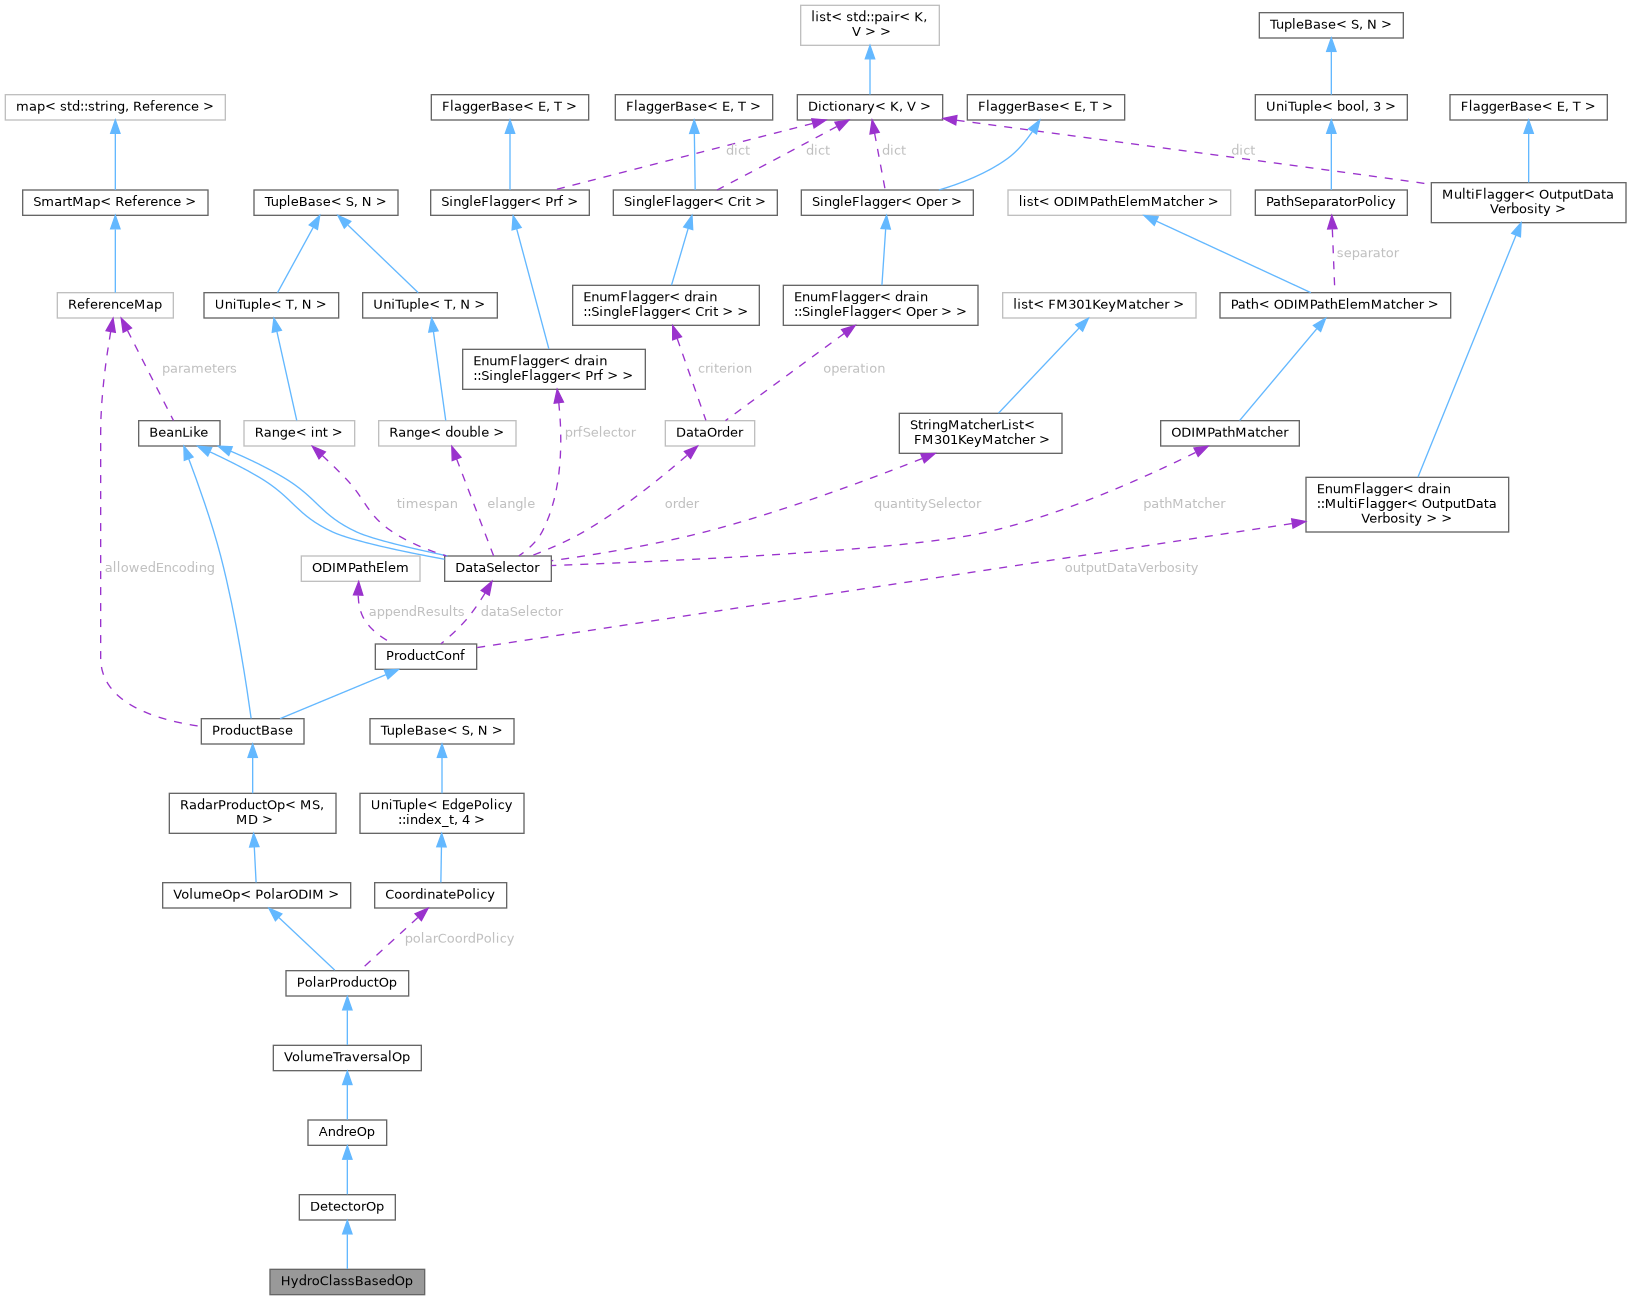 list< std::pair< K,
V > >
TupleBase< S, N >
map< std::string, Reference >
FlaggerBase< E, T >
FlaggerBase< E, T >
Dictionary< K, V >
FlaggerBase< E, T >
UniTuple< bool, 3 >
FlaggerBase< E, T >
dict
dict
dict
dict
SmartMap< Reference >
TupleBase< S, N >
SingleFlagger< Prf >
SingleFlagger< Crit >
SingleFlagger< Oper >
list< ODIMPathElemMatcher >
PathSeparatorPolicy
MultiFlagger< OutputData
Verbosity >
separator
ReferenceMap
UniTuple< T, N >
UniTuple< T, N >
EnumFlagger< drain
::SingleFlagger< Crit > >
EnumFlagger< drain
::SingleFlagger< Oper > >
list< FM301KeyMatcher >
Path< ODIMPathElemMatcher >
parameters
EnumFlagger< drain
::SingleFlagger< Prf > >
criterion
operation
BeanLike
Range< int >
Range< double >
prfSelector
DataOrder
StringMatcherList<
FM301KeyMatcher >
ODIMPathMatcher
timespan
elangle
order
quantitySelector
pathMatcher
EnumFlagger< drain
::MultiFlagger< OutputData
Verbosity > >
allowedEncoding
ODIMPathElem
DataSelector
outputDataVerbosity
appendResults
dataSelector
ProductConf
ProductBase
TupleBase< S, N >
RadarProductOp< MS,
MD >
UniTuple< EdgePolicy
::index_t, 4 >
VolumeOp< PolarODIM >
CoordinatePolicy
polarCoordPolicy
PolarProductOp
VolumeTraversalOp
AndreOp
DetectorOp
HydroClassBasedOp